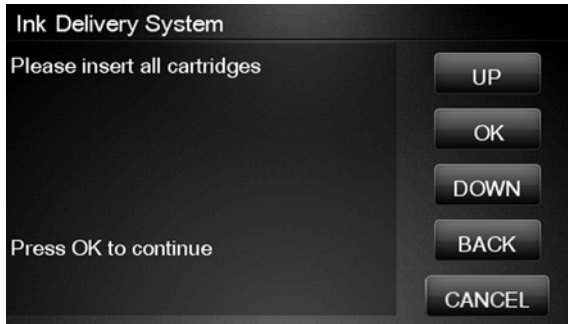 Ink Delivery System
Please insert all cartridges
Press OK to continue
UP
OK
DOWN
BACK
CANCEL